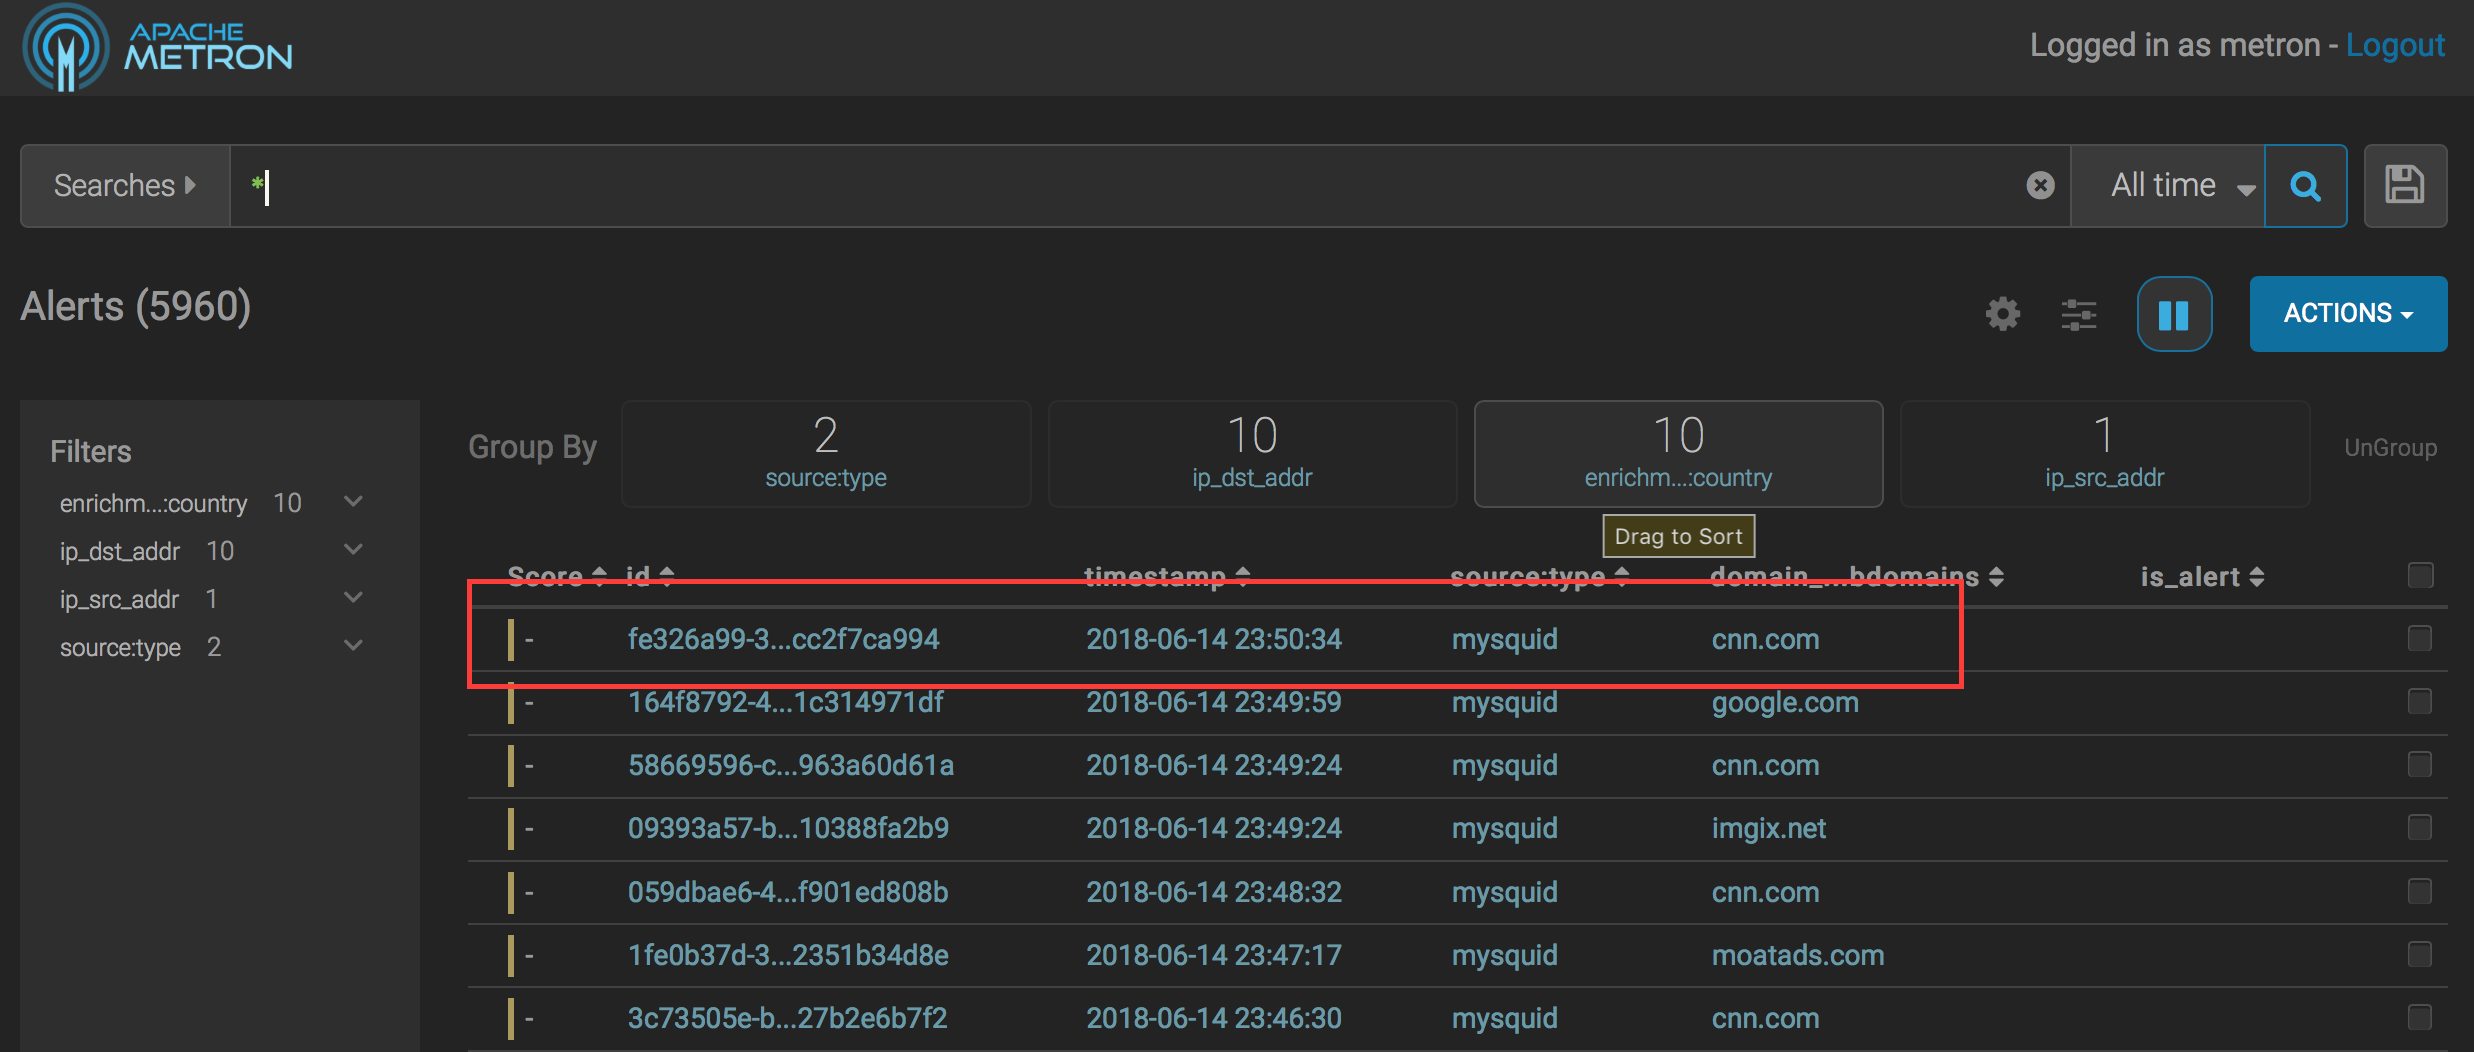 APACHE
METRON
Logged in as metron - Logout
Searches
*
All time
Alerts (5960)
ACTIONS
Filters
enrichm...:country 10
ip_dst_addr 10
ip_src_addr 1
source:type 2
Group By
2
source:type
10
ip_dst_addr
10
enrichm...:country
1
ip_src_addr
UnGroup
Drag to Sort
Score id timestamp source:type domain_...bdomains is_alert
- fe326a99-3...cc2f7ca994 2018-06-14 23:50:34 mysquid cnn.com
- 164f8792-4...1c314971df 2018-06-14 23:49:59 mysquid google.com
- 58669596-c...963a60d61a 2018-06-14 23:49:24 mysquid cnn.com
- 09393a57-b...10388fa2b9 2018-06-14 23:49:24 mysquid imgix.net
- 059dbae6-4...f901ed808b 2018-06-14 23:48:32 mysquid cnn.com
- 1fe0b37d-3...2351b34d8e 2018-06-14 23:47:17 mysquid moatads.com
- 3c73505e-b...27b2e6b7f2 2018-06-14 23:46:30 mysquid cnn.com